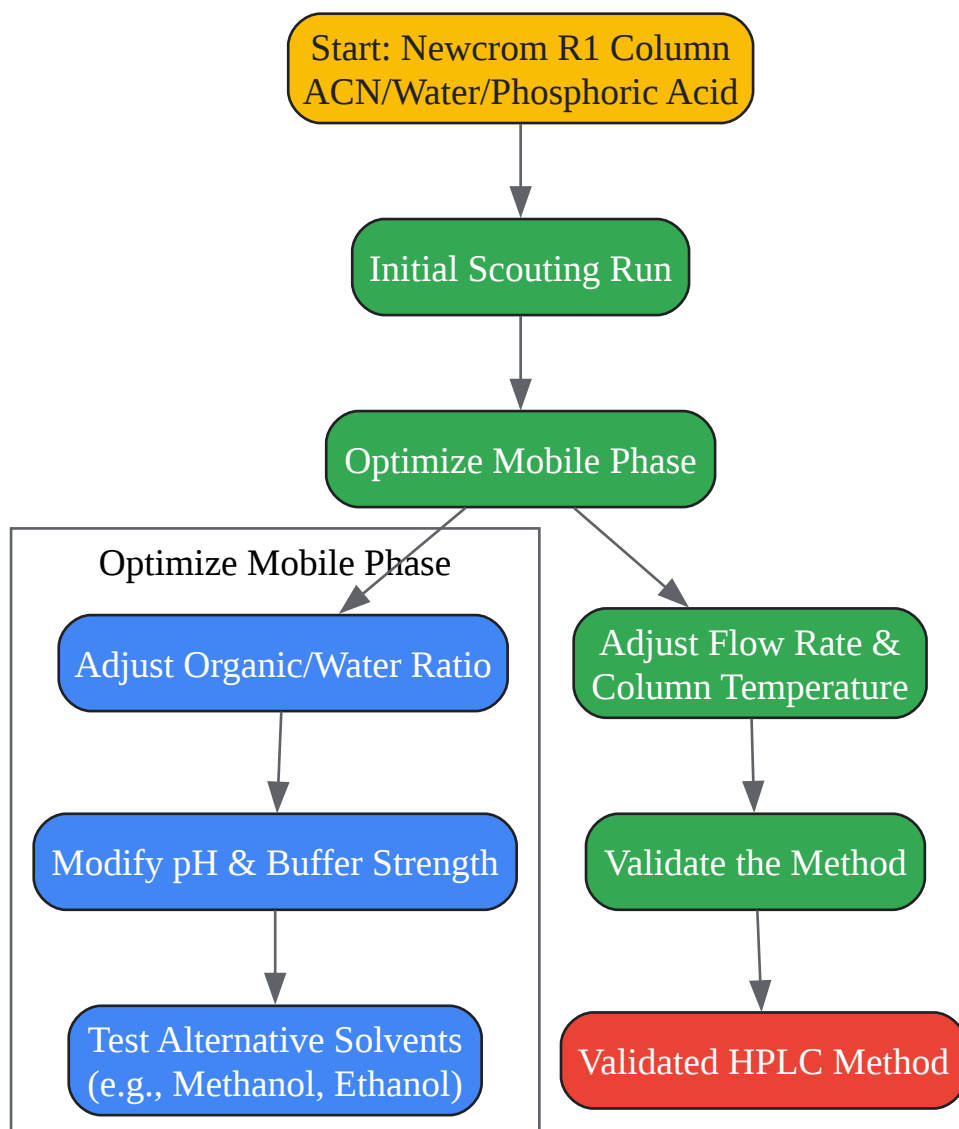 Start: Newcrom R1 Column
ACN/Water/Phosphoric Acid
Initial Scouting Run
Optimize Mobile Phase
Optimize Mobile Phase
Adjust Organic/Water Ratio
Modify pH & Buffer Strength
Test Alternative Solvents
(e.g., Methanol, Ethanol)
Adjust Flow Rate &
Column Temperature
Validate the Method
Validated HPLC Method